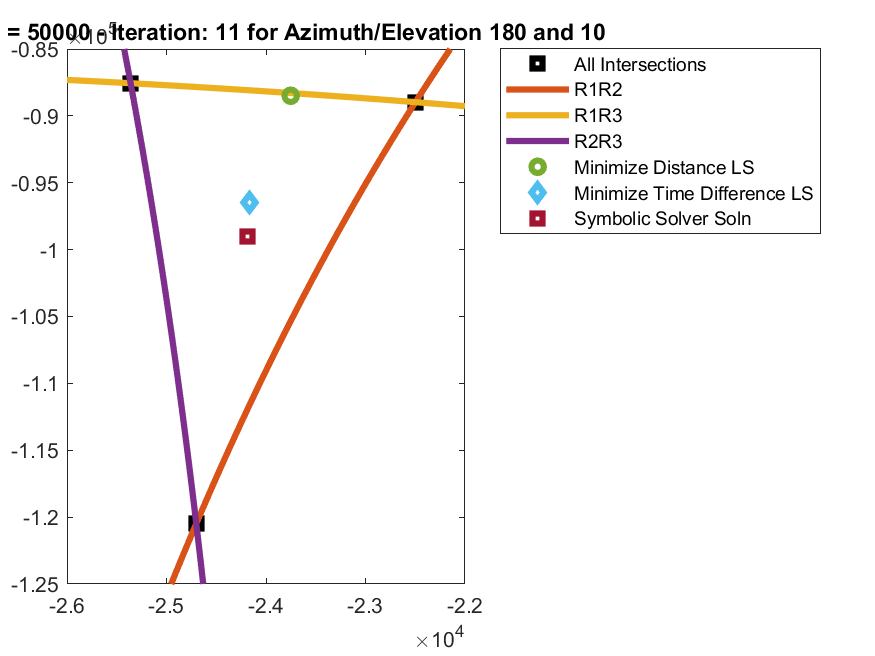 = 50000 - Iteration: 11 for Azimuth/Elevation 180 and 10
×10⁵
-0.85
-0.9
-0.95
-1
-1.05
-1.1
-1.15
-1.2
-1.25
-2.6 -2.5 -2.4 -2.3 -2.2
×10⁴
All Intersections
R1R2
R1R3
R2R3
Minimize Distance LS
Minimize Time Difference LS
Symbolic Solver Soln